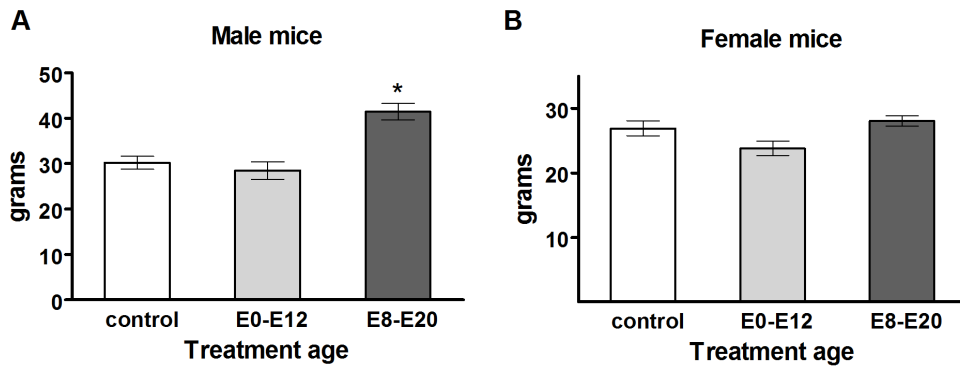 A
Male mice
50
40
30
20
10
0
grams
*
control E0-E12 E8-E20
Treatment age
B
Female mice
30
20
10
grams
control E0-E12 E8-E20
Treatment age